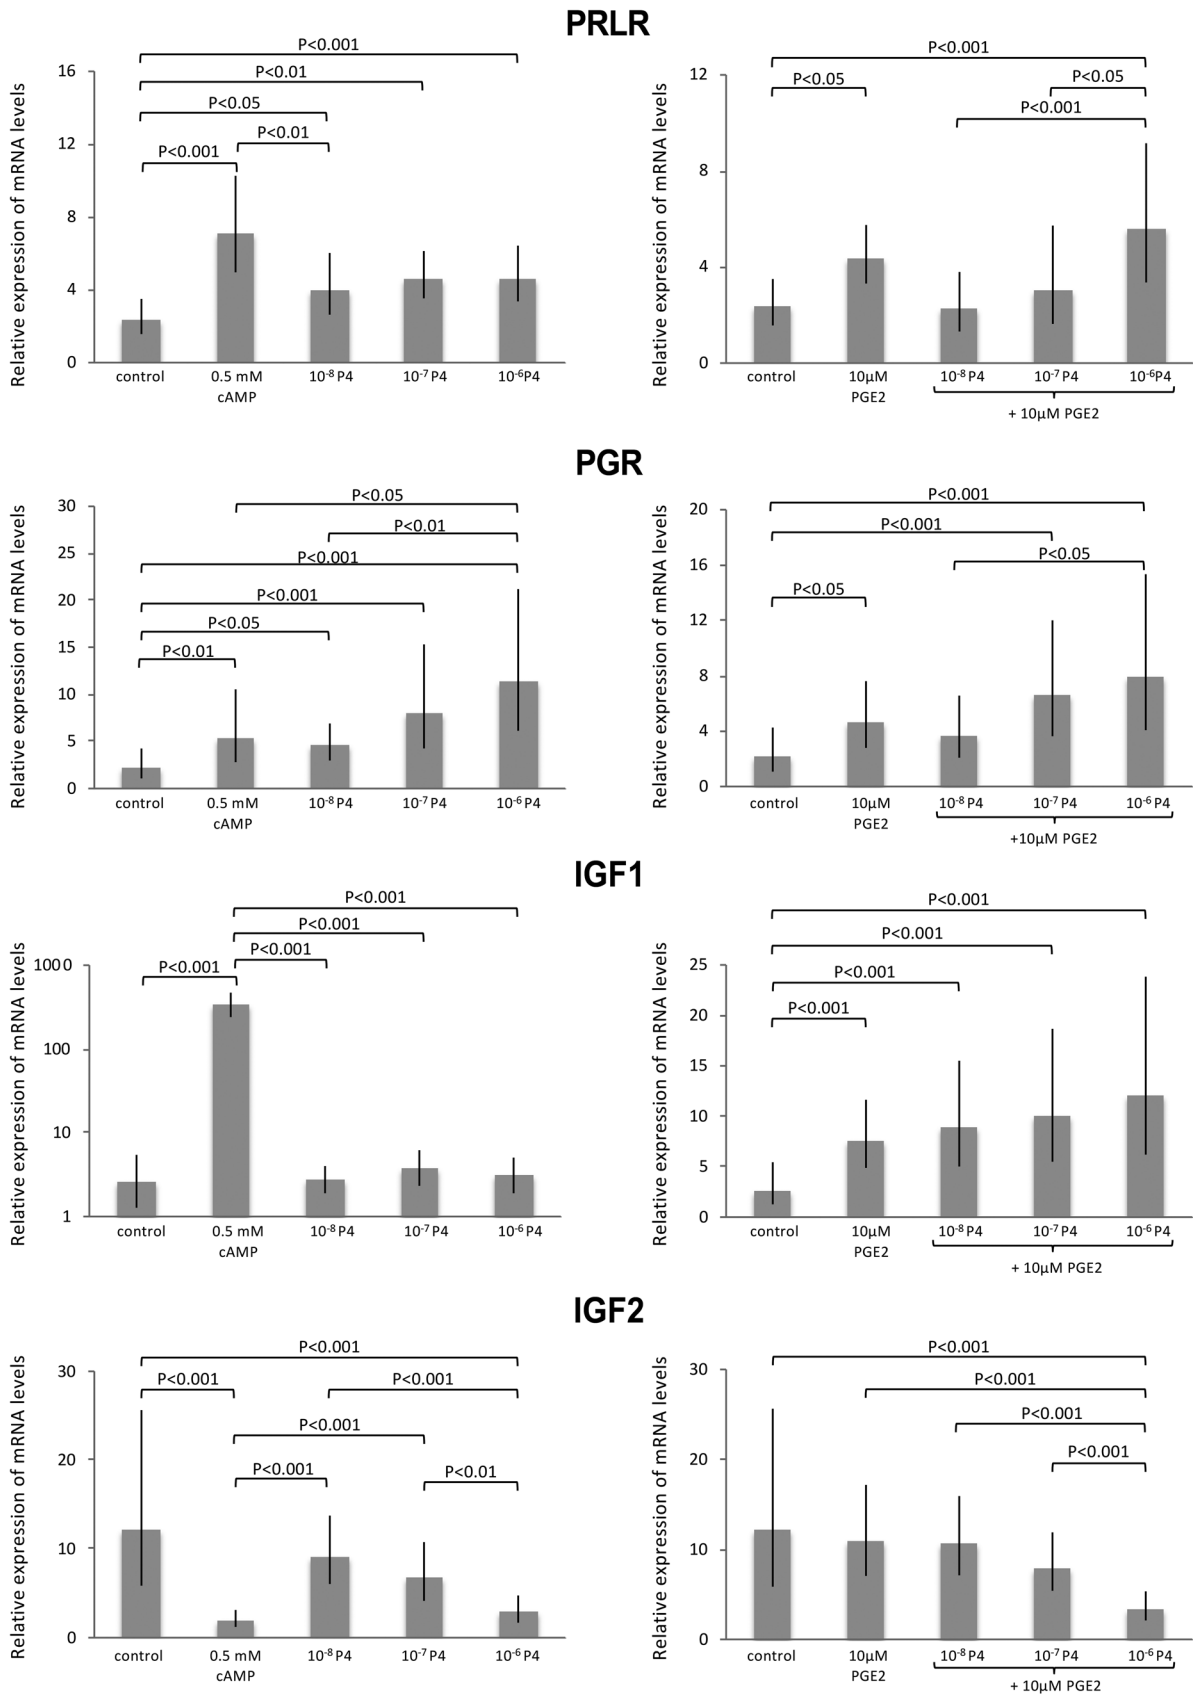 PRLR
Relative expression of mRNA levels
P<0.001
P<0.01
P<0.05
P<0.01
P<0.001
16
12
8
4
0
control
0.5 mM
cAMP
10⁻⁸ P4
10⁻⁷ P4
10⁻⁶P4
Relative expression of mRNA levels
P<0.001
P<0.05
P<0.05
P<0.001
12
8
4
0
control
10µM
PGE2
10⁻⁸ P4
10⁻⁷ P4
10⁻⁶P4
+ 10µM PGE2
PGR
Relative expression of mRNA levels
P<0.05
P<0.01
P<0.001
P<0.001
P<0.05
P<0.01
30
25
20
15
10
5
0
control
0.5 mM
cAMP
10⁻⁸ P4
10⁻⁷ P4
10⁻⁶ P4
Relative expression of mRNA levels
P<0.001
P<0.001
P<0.05
P<0.05
20
16
12
8
4
0
control
10µM
PGE2
10⁻⁸ P4
10⁻⁷ P4
10⁻⁶ P4
+10µM PGE2
IGF1
Relative expression of mRNA levels
P<0.001
P<0.001
P<0.001
P<0.001
1000
100
10
1
control
0.5 mM
cAMP
10⁻⁸ P4
10⁻⁷ P4
10⁻⁶ P4
Relative expression of mRNA levels
P<0.001
P<0.001
P<0.001
P<0.001
25
20
15
10
5
0
control
10µM
PGE2
10⁻⁸ P4
10⁻⁷ P4
10⁻⁶ P4
+ 10µM PGE2
IGF2
Relative expression of mRNA levels
P<0.001
P<0.001
P<0.001
P<0.001
P<0.001
P<0.01
30
20
10
0
control
0.5 mM
cAMP
10⁻⁸ P4
10⁻⁷ P4
10⁻⁶ P4
Relative expression of mRNA levels
P<0.001
P<0.001
P<0.001
P<0.001
30
20
10
0
control
10µM
PGE2
10⁻⁸ P4
10⁻⁷ P4
10⁻⁶ P4
+ 10µM PGE2